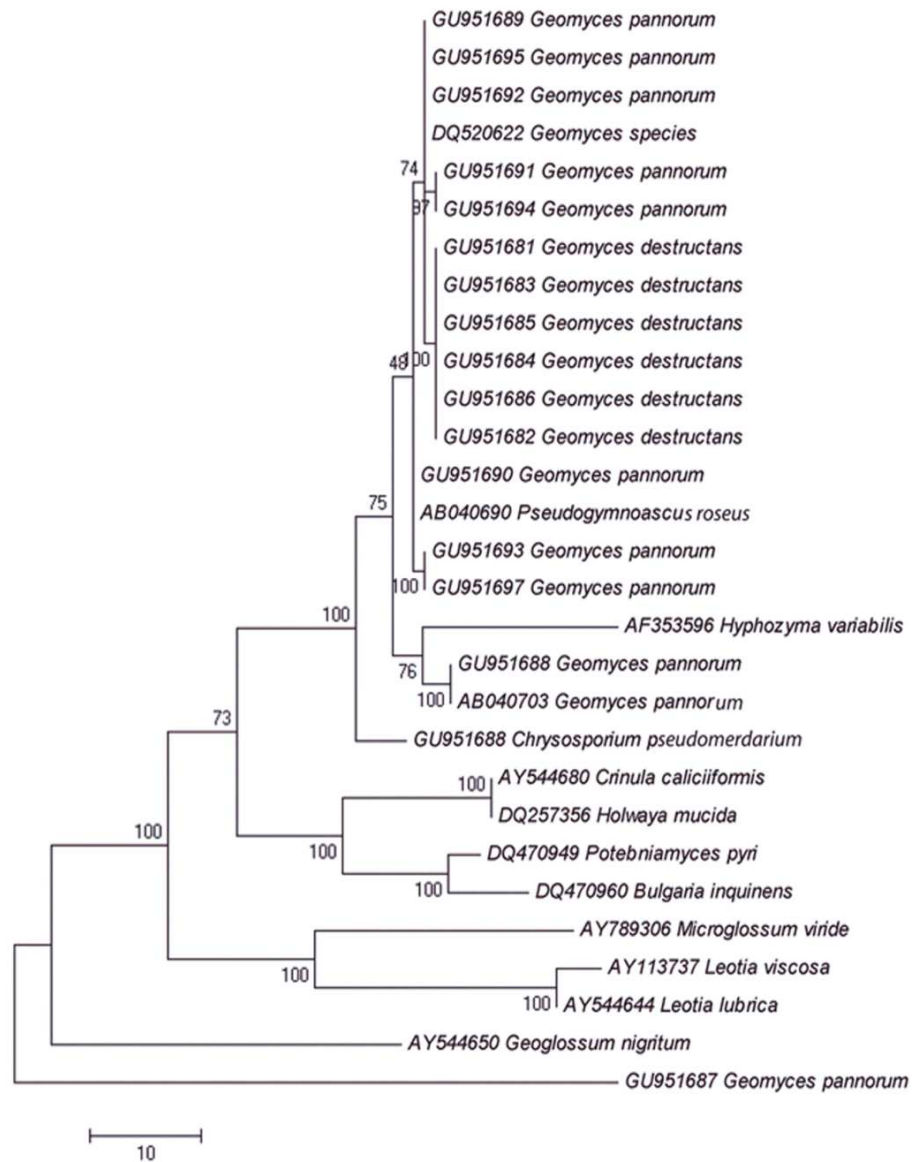 GU951689 Geomyces pannorum
GU951695 Geomyces pannorum
GU951692 Geomyces pannorum
DQ520622 Geomyces species
74
GU951691 Geomyces pannorum
97
GU951694 Geomyces pannorum
GU951681 Geomyces destructans
GU951683 Geomyces destructans
GU951685 Geomyces destructans
48
100
GU951684 Geomyces destructans
GU951686 Geomyces destructans
GU951682 Geomyces destructans
GU951690 Geomyces pannorum
75
AB040690 Pseudogymnoascus roseus
GU951693 Geomyces pannorum
100
GU951697 Geomyces pannorum
100
AF353596 Hyphozyma variabilis
76
GU951688 Geomyces pannorum
100
AB040703 Geomyces pannorum
73
GU951688 Chrysosporium pseudomerdarium
100
AY544680 Crinula caliciiformis
DQ257356 Holwaya mucida
100
100
DQ470949 Potebniamyces pyri
100
DQ470960 Bulgaria inquinens
AY789306 Microglossum viride
100
AY113737 Leotia viscosa
100
AY544644 Leotia lubrica
AY544650 Geoglossum nigritum
GU951687 Geomyces pannorum
10